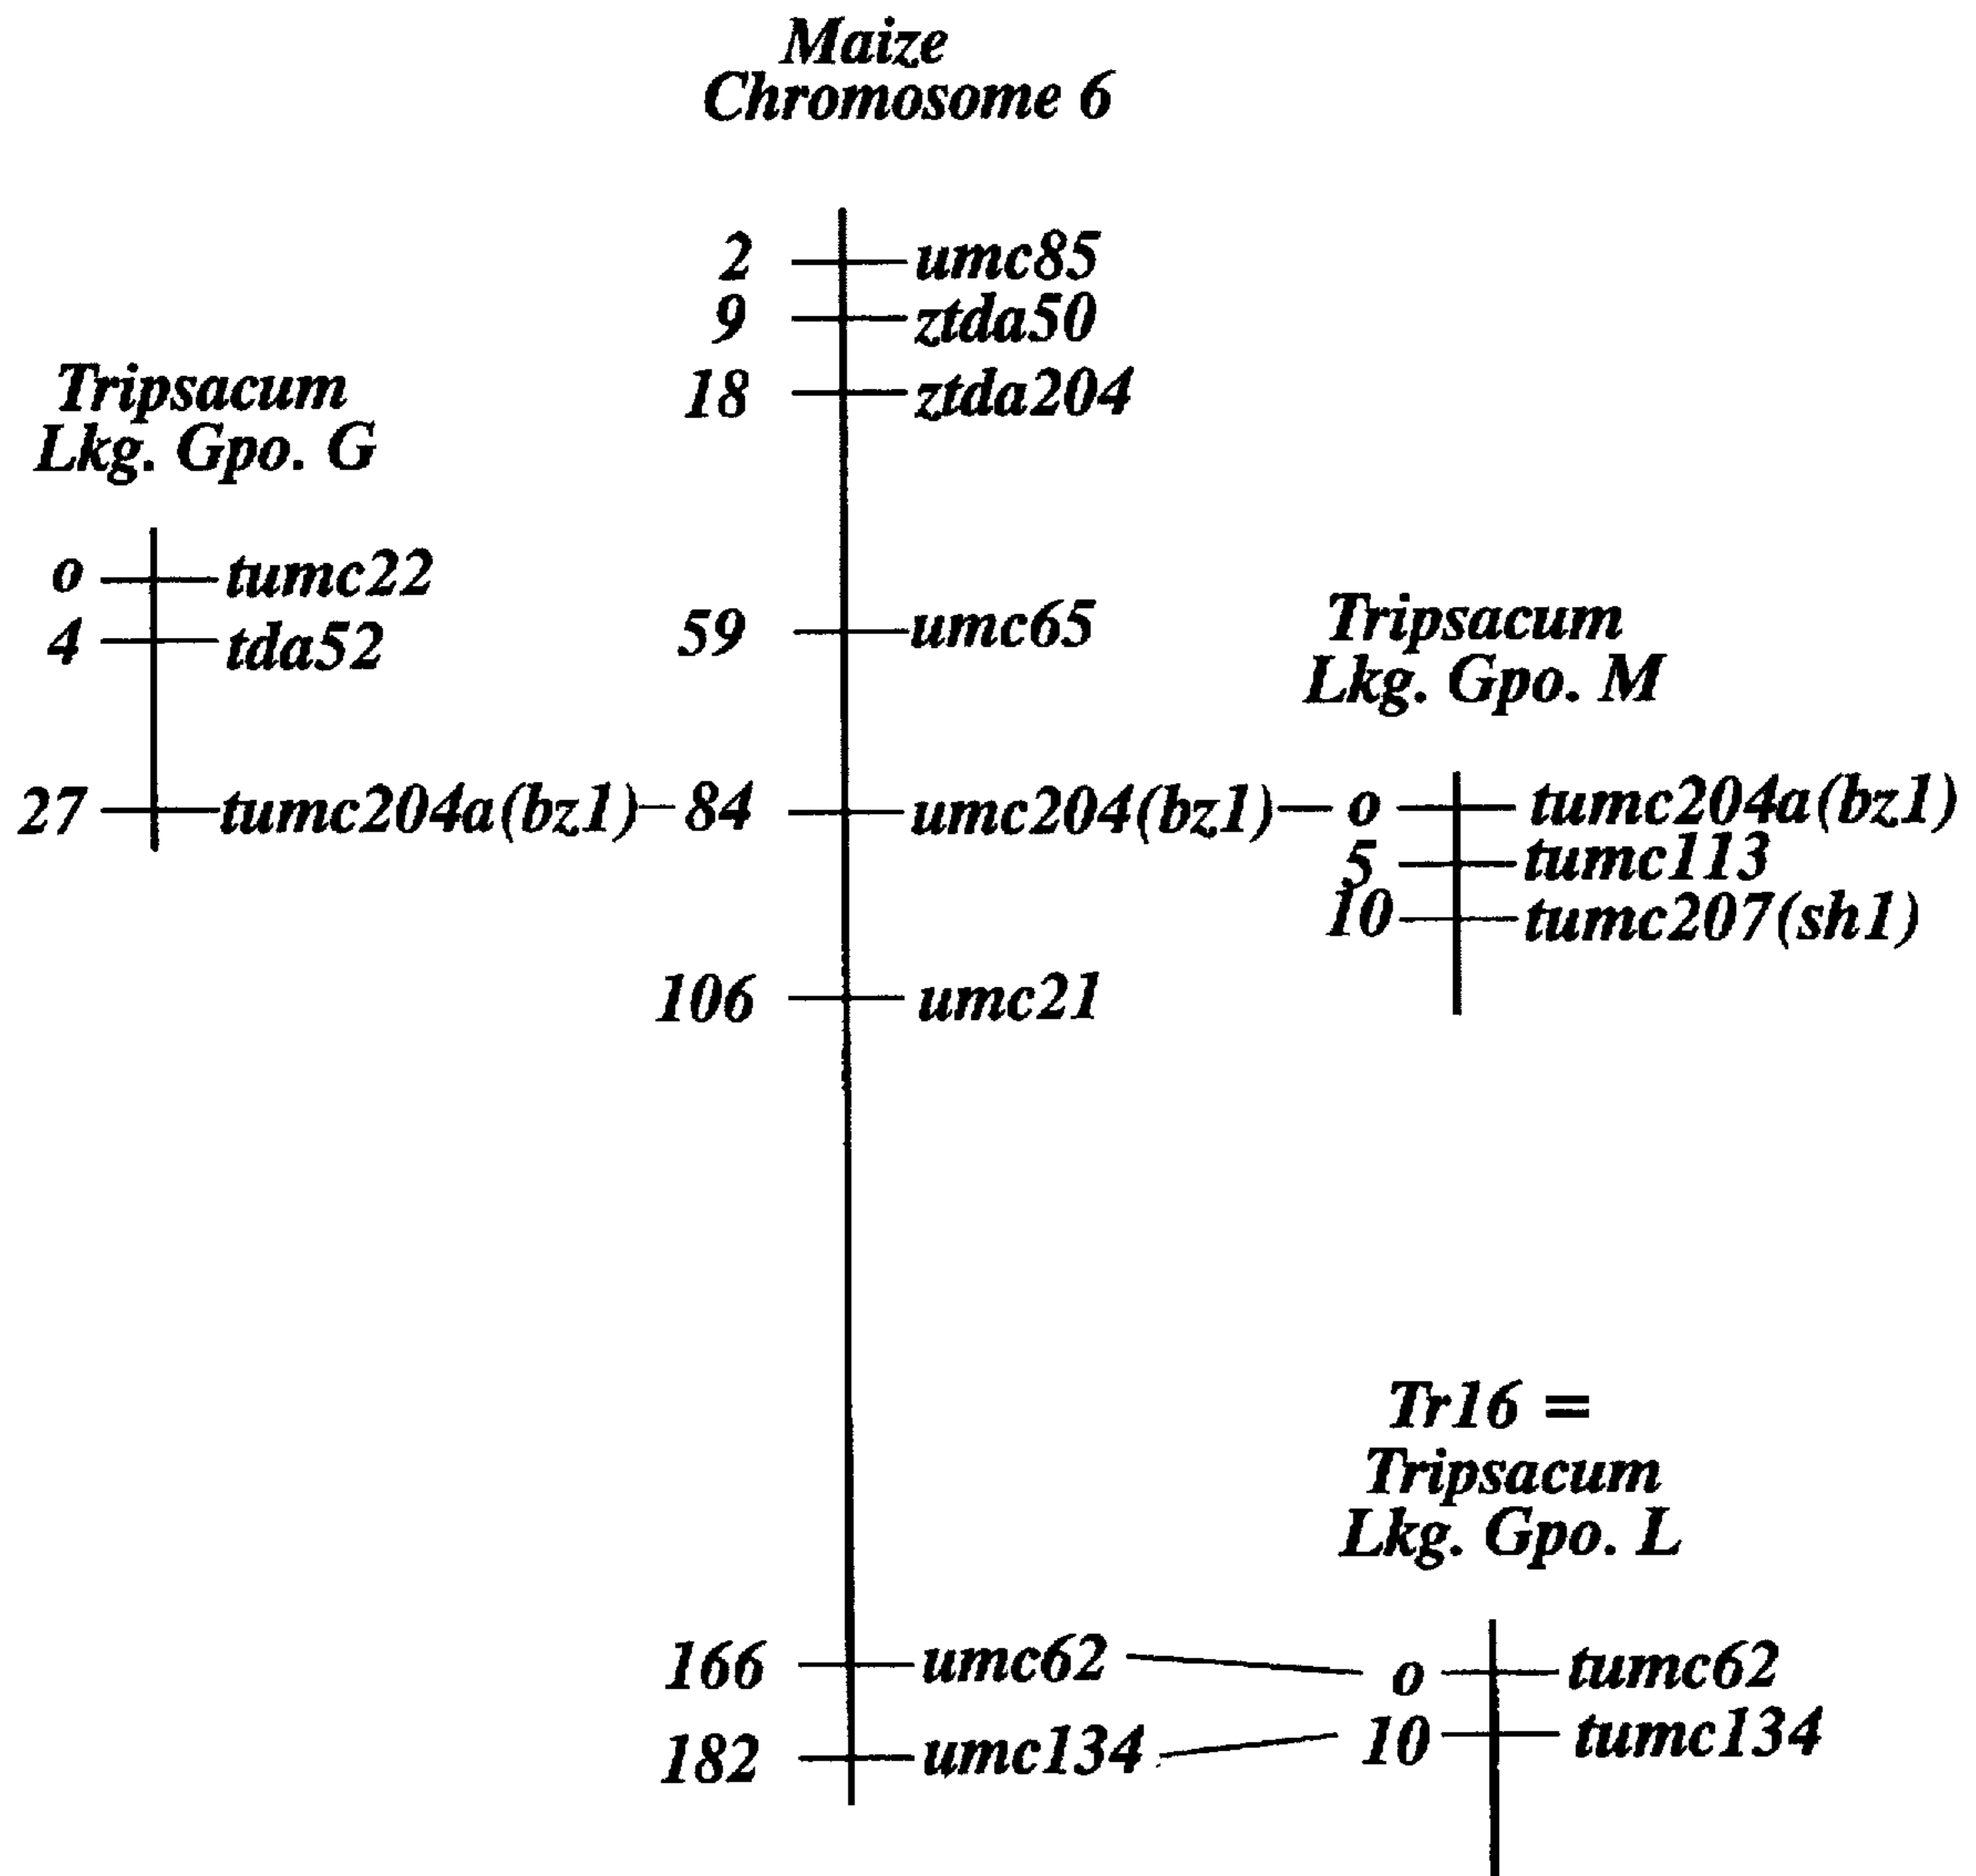 Maize
Chromosome 6
2 umc85
9 ztda50
18 ztda204
59 umc65
84 umc204(bz1)
106 umc21
166 umc62
182 umc134
Tripsacum
Lkg. Gpo. G
o tumc22
4 tda52
27 tumc204a(bz1)
Tripsacum
Lkg. Gpo. M
o tumc204a(bz1)
5 tumc113
10 tumc207(sh1)
Tr16 =
Tripsacum
Lkg. Gpo. L
o tumc62
10 tumc134